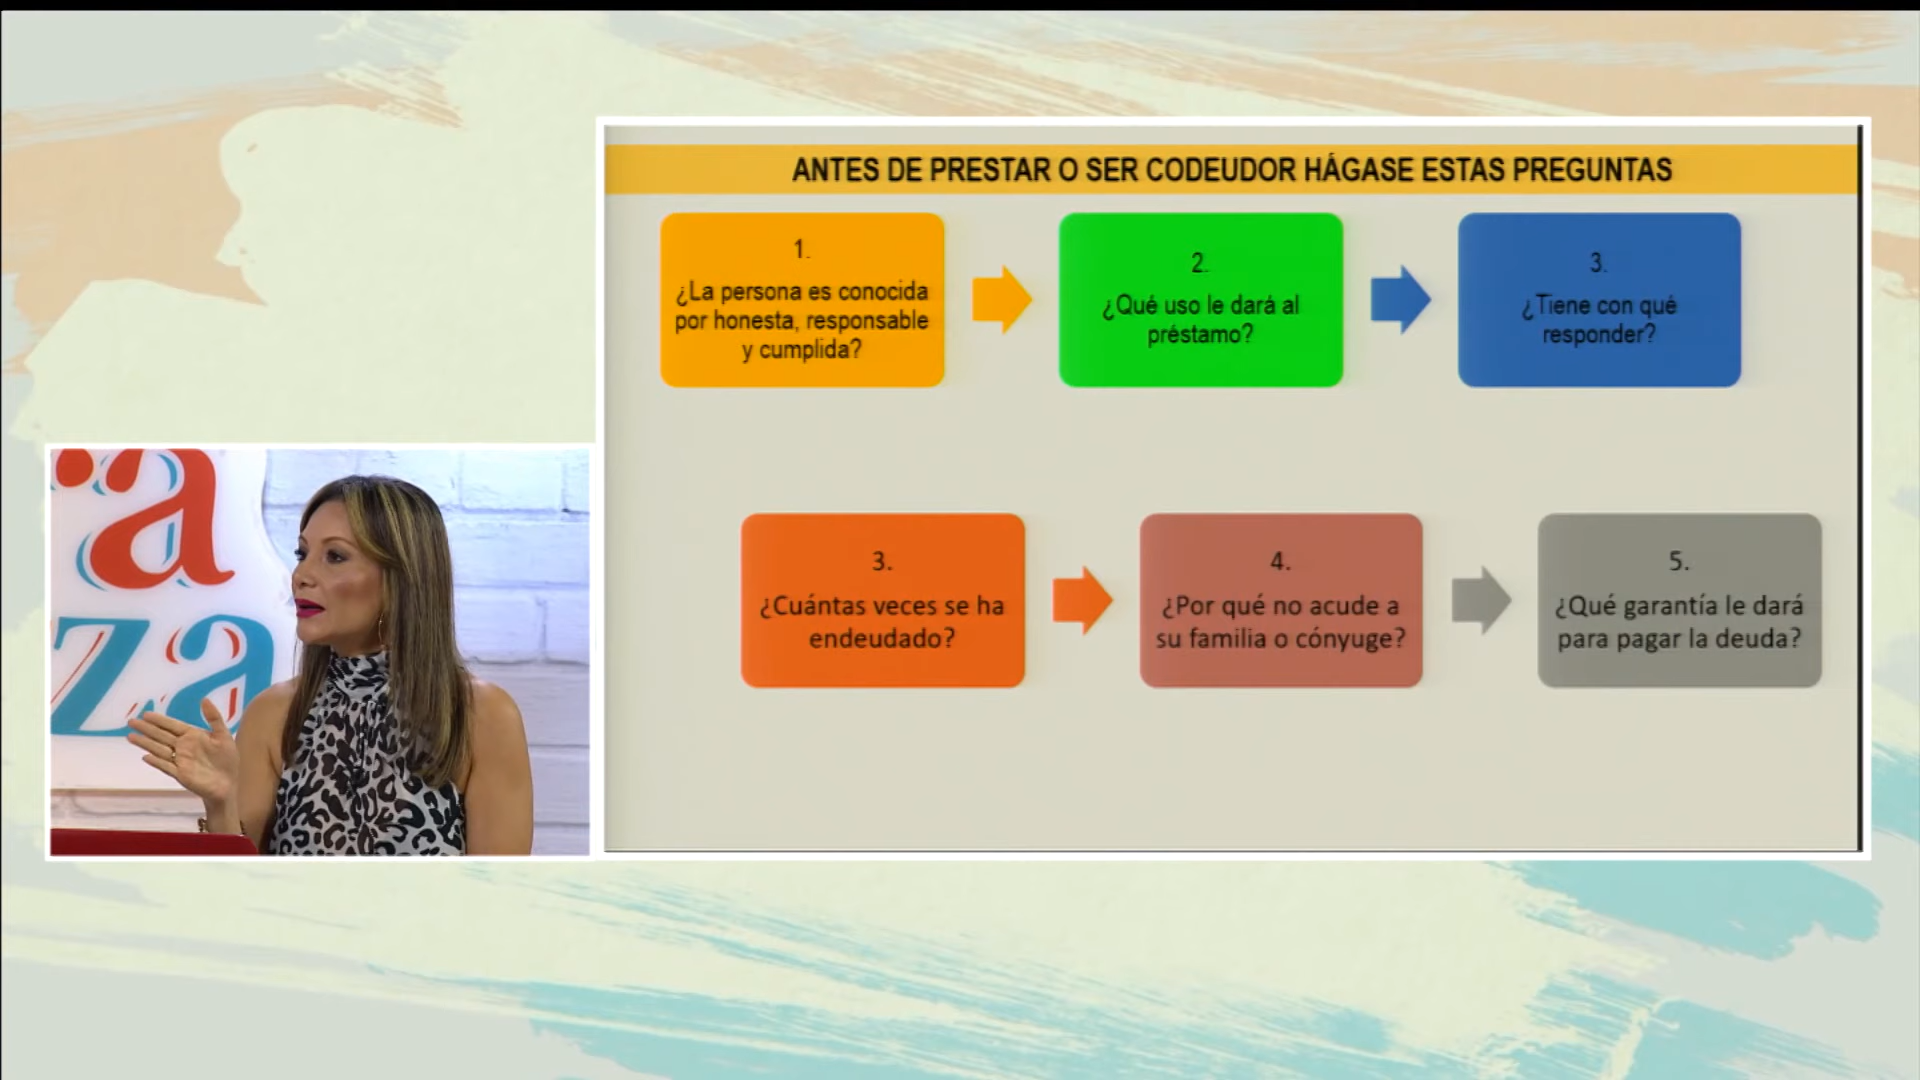 ANTES DE PRESTAR O SER CODEUDOR HÁGASE ESTAS PREGUNTAS
1.
¿La persona es conocida
por honesta, responsable
y cumplida?
2.
¿Qué uso le dará al
préstamo?
3.
¿Tiene con qué
responder?
3.
¿Cuántas veces se ha
endeudado?
4.
¿Por qué no acude a
su familia o cónyuge?
5.
¿Qué garantía le dará
para pagar la deuda?
a
za